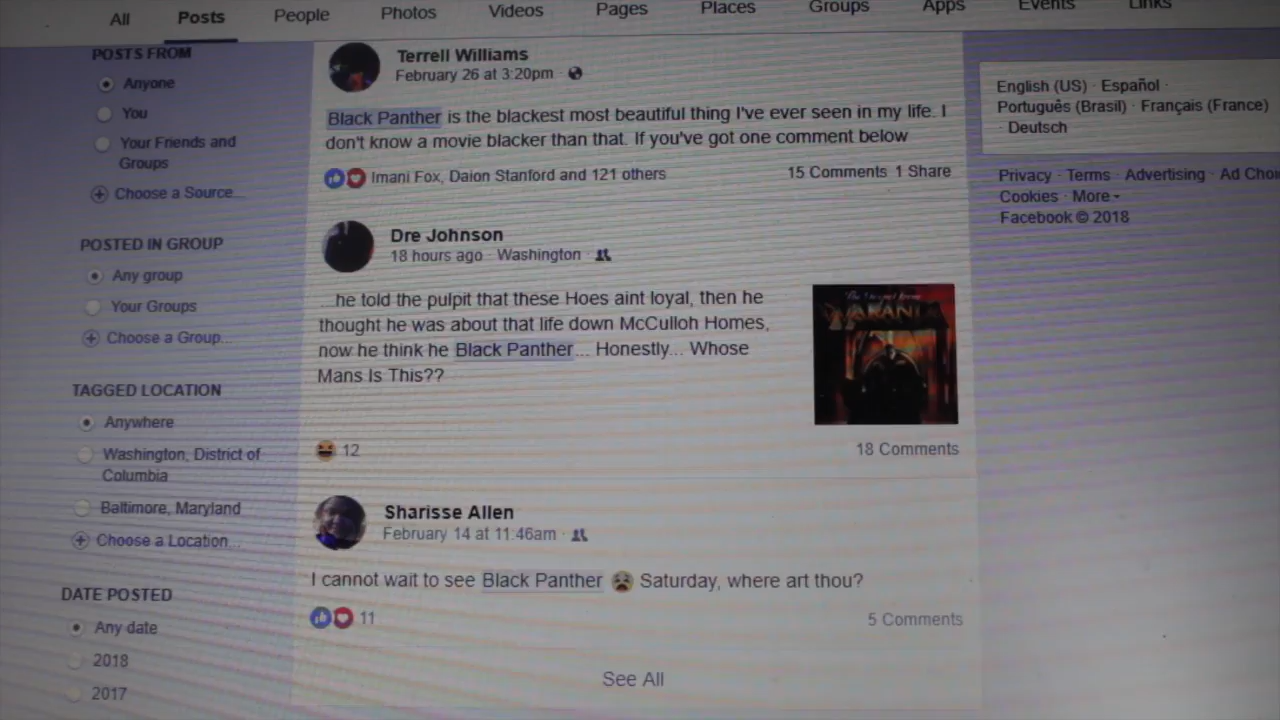 All Posts People Photos Videos Pages Places Groups Apps Events Links
POSTS FROM
Anyone
You
Your Friends and
Groups
Choose a Source...
POSTED IN GROUP
Any group
Your Groups
Choose a Group...
TAGGED LOCATION
Anywhere
Washington, District of
Columbia
Baltimore, Maryland
Choose a Location...
DATE POSTED
Any date
2018
2017
Terrell Williams
February 26 at 3:20pm ·
Black Panther is the blackest most beautiful thing I've ever seen in my life. I
don't know a movie blacker than that. If you've got one comment below
Imani Fox, Daion Stanford and 121 others
15 Comments 1 Share
Dre Johnson
18 hours ago · Washington ·
...he told the pulpit that these Hoes aint loyal, then he
thought he was about that life down McCulloh Homes,
now he think he Black Panther... Honestly... Whose
Mans Is This??
12
18 Comments
Sharisse Allen
February 14 at 11:46am ·
I cannot wait to see Black Panther 😫 Saturday, where art thou?
11
5 Comments
See All
English (US) · Español ·
Português (Brasil) · Français (France)
· Deutsch
Privacy · Terms · Advertising · Ad Choi
Cookies · More
Facebook © 2018